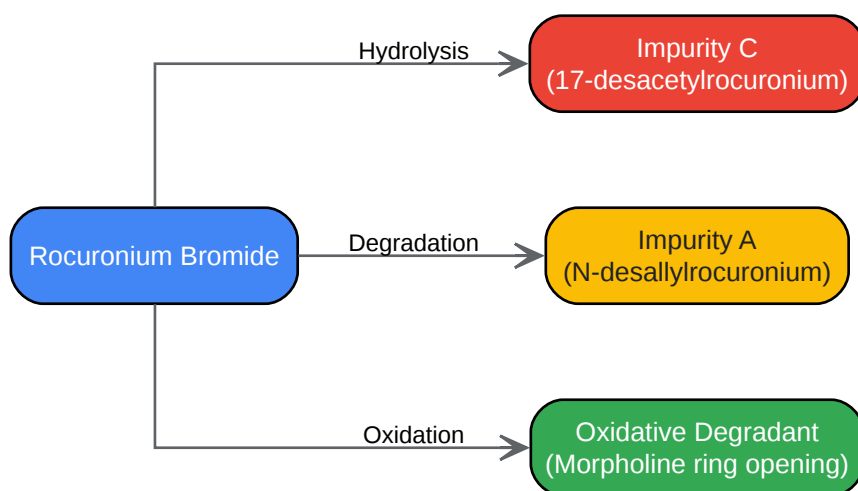 Hydrolysis
Impurity C
(17-desacetylrocuronium)
Rocuronium Bromide
Degradation
Impurity A
(N-desallylrocuronium)
Oxidation
Oxidative Degradant
(Morpholine ring opening)